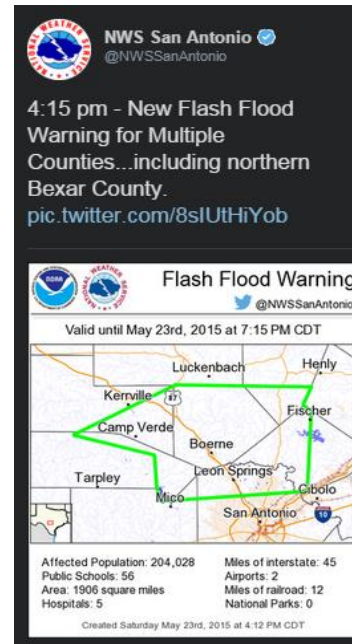 NWS San Antonio
@NWSSanAntonio
4:15 pm - New Flash Flood
Warning for Multiple
Counties...including northern
Bexar County.
pic.twitter.com/8sIUtHiYob
Flash Flood Warning
@NWSSanAntonio
Valid until May 23rd, 2015 at 7:15 PM CDT
Luckenbach
Henly
Kerrville
87
Fischer
Camp Verde
Boerne
Tarpley
Leon Springs
Mico
Cibolo
San Antonio
10
Affected Population: 204,028
Public Schools: 56
Area: 1906 square miles
Hospitals: 5
Miles of interstate: 45
Airports: 2
Miles of railroad: 12
National Parks: 0
Created Saturday May 23rd, 2015 at 4:12 PM CDT